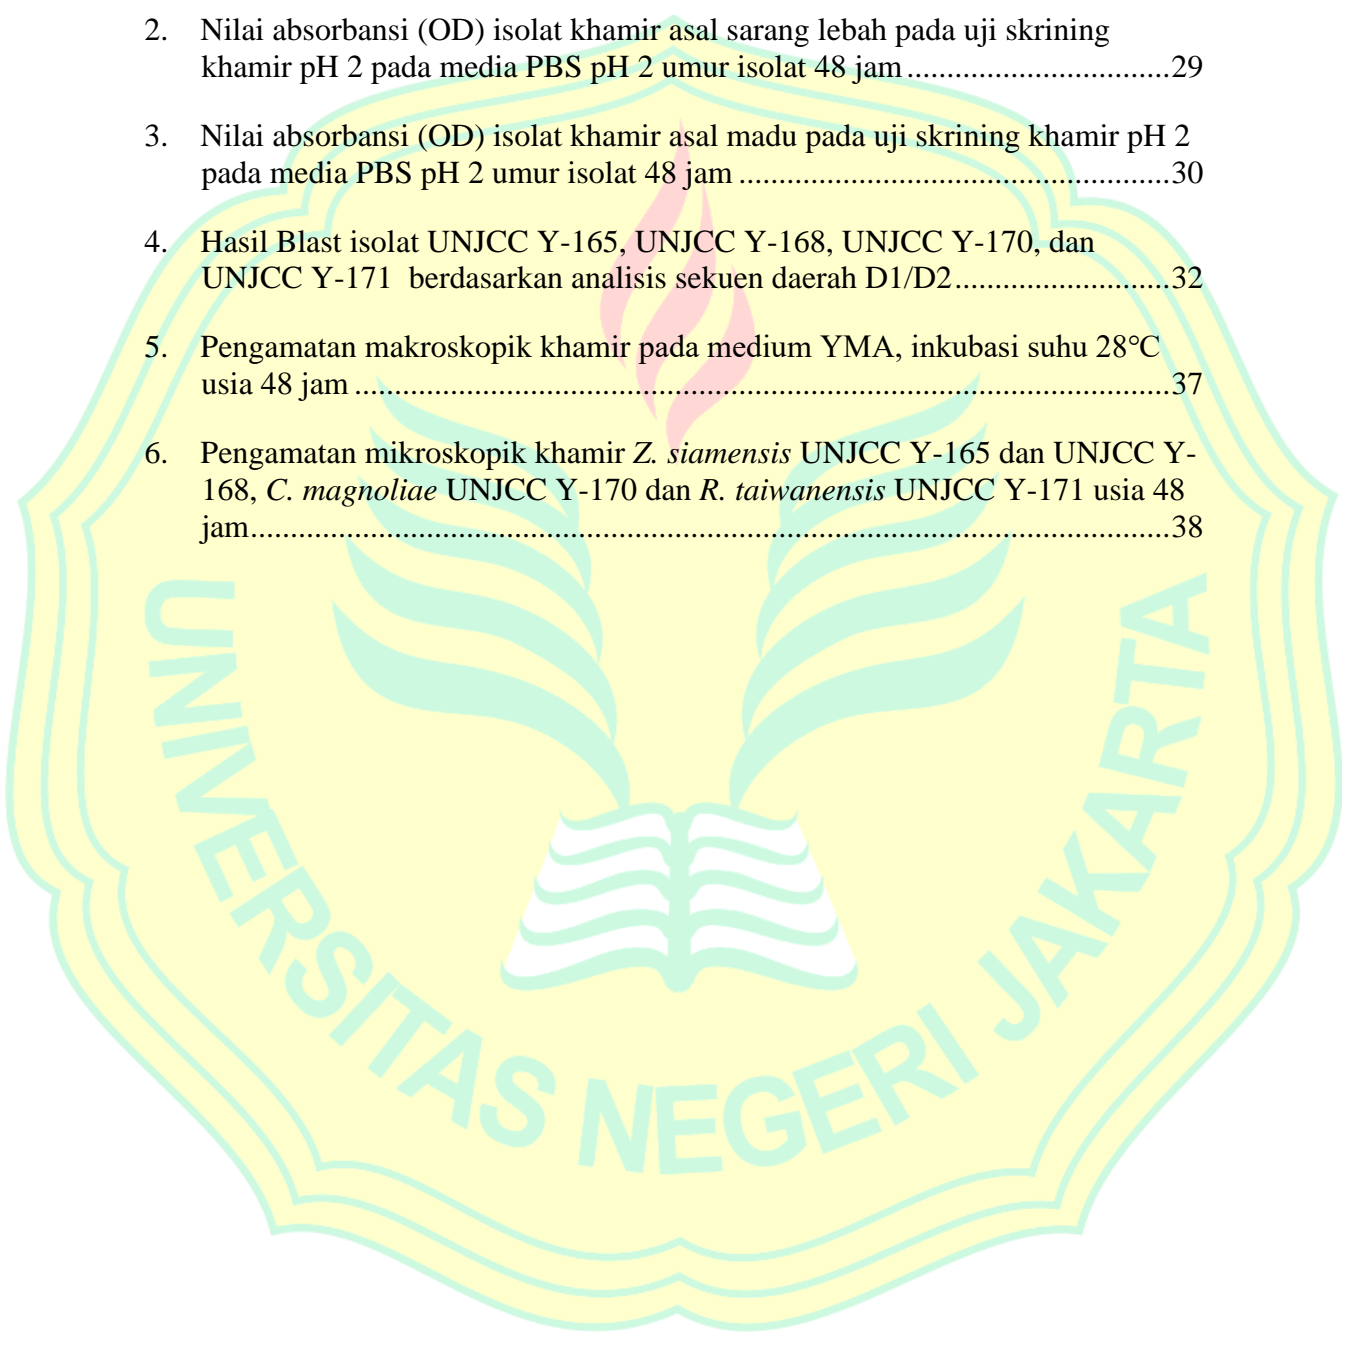 2. Nilai absorbansi (OD) isolat khamir asal sarang lebah pada uji skrining
khamir pH 2 pada media PBS pH 2 umur isolat 48 jam.................................29
3. Nilai absorbansi (OD) isolat khamir asal madu pada uji skrining khamir pH 2
pada media PBS pH 2 umur isolat 48 jam ......................................................30
4. Hasil Blast isolat UNJCC Y-165, UNJCC Y-168, UNJCC Y-170, dan
UNJCC Y-171 berdasarkan analisis sekuen daerah D1/D2...........................32
5. Pengamatan makroskopik khamir pada medium YMA, inkubasi suhu 28°C
usia 48 jam ......................................................................................................37
6. Pengamatan mikroskopik khamir Z. siamensis UNJCC Y-165 dan UNJCC Y-
168, C. magnoliae UNJCC Y-170 dan R. taiwanensis UNJCC Y-171 usia 48
jam...................................................................................................................38
UNIVERSITAS NEGERI JAKARTA